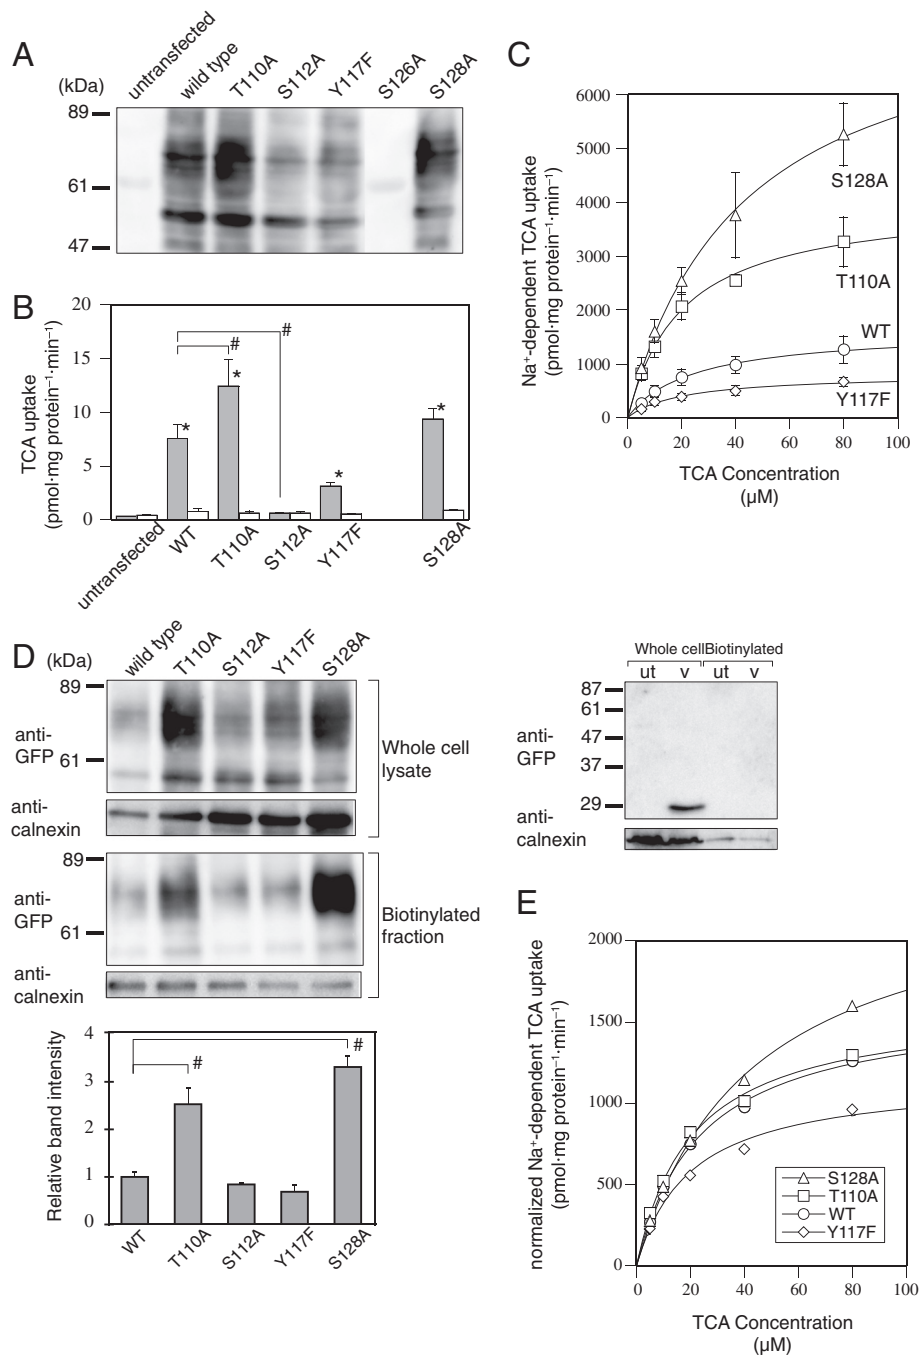 A
(kDa)
untransfected
wild type
T110A
S112A
Y117F
S126A
S128A
89
61
47
B
TCA uptake
(pmol·mg protein⁻¹·min⁻¹)
20
15
10
5
0
#
#
*
*
*
*
untransfected
WT
T110A
S112A
Y117F
S128A
C
Na⁺-dependent TCA uptake
(pmol·mg protein⁻¹·min⁻¹)
6000
5000
4000
3000
2000
1000
0
S128A
T110A
WT
Y117F
0 20 40 60 80 100
TCA Concentration
(µM)
D
(kDa)
wild type
T110A
S112A
Y117F
S128A
89
anti-
GFP
61
Whole cell
lysate
anti-
calnexin
89
anti-
GFP
61
Biotinylated
fraction
anti-
calnexin
Relative band intensity
4
3
2
1
0
#
#
WT
T110A
S112A
Y117F
S128A
Whole cell Biotinylated
ut v ut v
87
61
47
37
29
anti-
GFP
anti-
calnexin
E
normalized Na⁺-dependent TCA uptake
(pmol·mg protein⁻¹·min⁻¹)
2000
1500
1000
500
0
S128A
T110A
WT
Y117F
0 20 40 60 80 100
TCA Concentration
(µM)